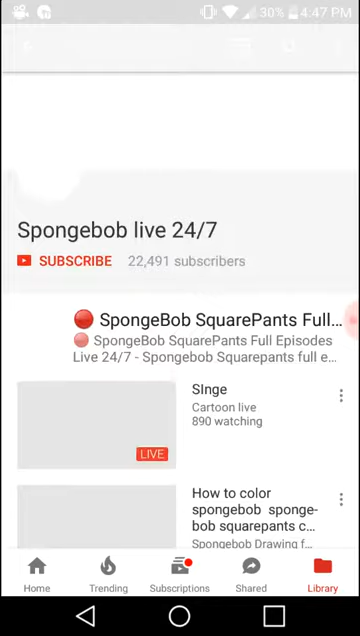 30% 4:47 PM
Spongebob live 24/7
SUBSCRIBE 22,491 subscribers
🔴 SpongeBob SquarePants Full...
🔴 SpongeBob SquarePants Full Episodes
Live 24/7 - Spongebob Squarepants full e...
SInge
Cartoon live
890 watching
LIVE
How to color
spongebob sponge-
bob squarepants c...
Spongebob Drawing f...
Home Trending Subscriptions Shared Library